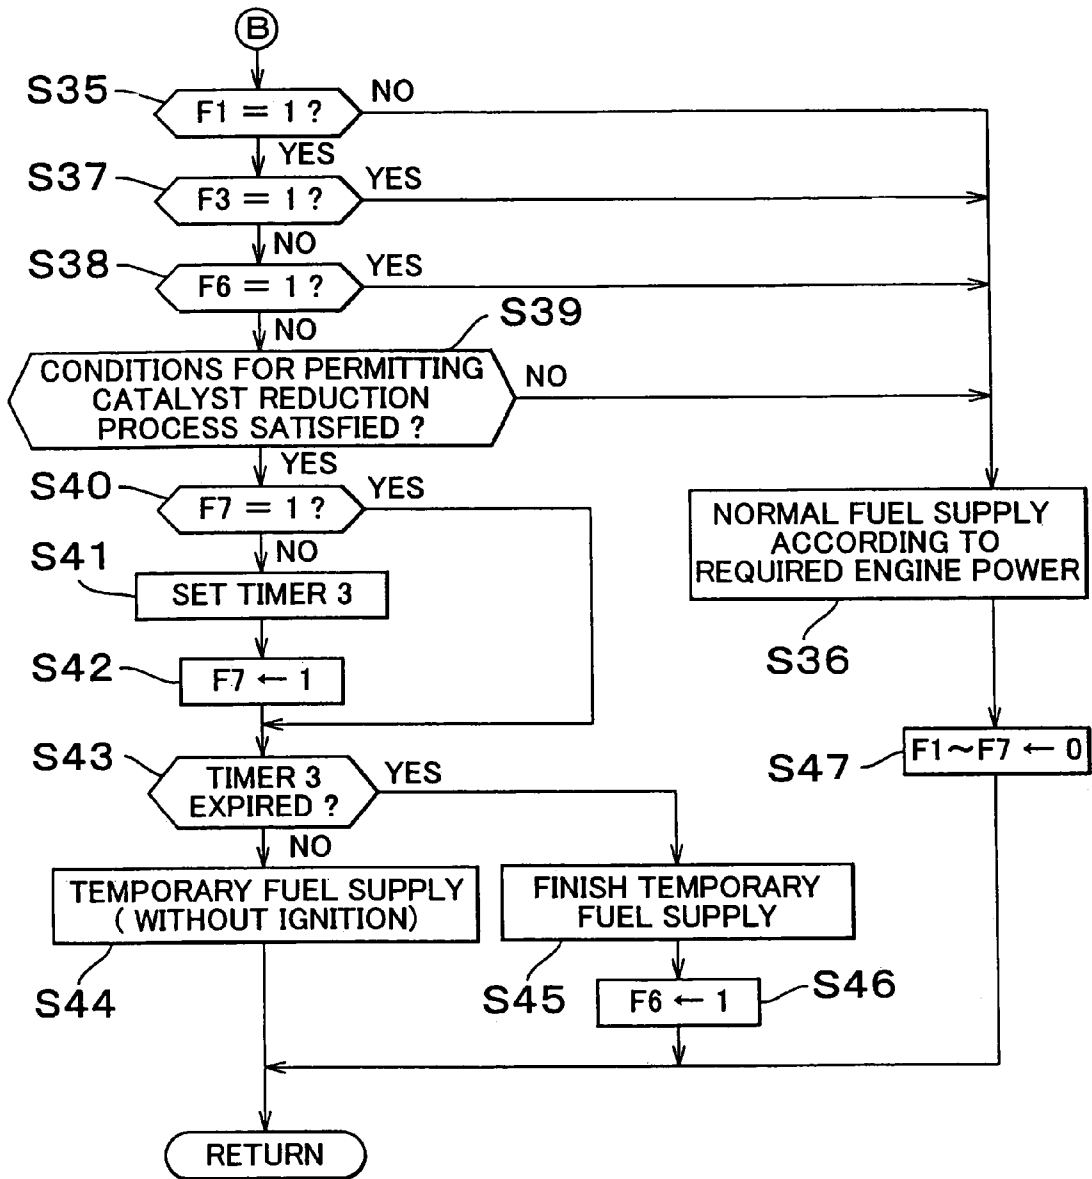 B
S35
F1 = 1 ?
NO
YES
S37
F3 = 1 ?
YES
NO
S38
F6 = 1 ?
YES
NO
S39
CONDITIONS FOR PERMITTING
CATALYST REDUCTION
PROCESS SATISFIED ?
NO
YES
S40
F7 = 1 ?
YES
NO
S41
SET TIMER 3
S42
F7 ← 1
S43
TIMER 3
EXPIRED ?
YES
NO
TEMPORARY FUEL SUPPLY
( WITHOUT IGNITION)
S44
FINISH TEMPORARY
FUEL SUPPLY
S45
F6 ← 1
S46
NORMAL FUEL SUPPLY
ACCORDING TO
REQUIRED ENGINE POWER
S36
S47
F1～F7 ← 0
RETURN